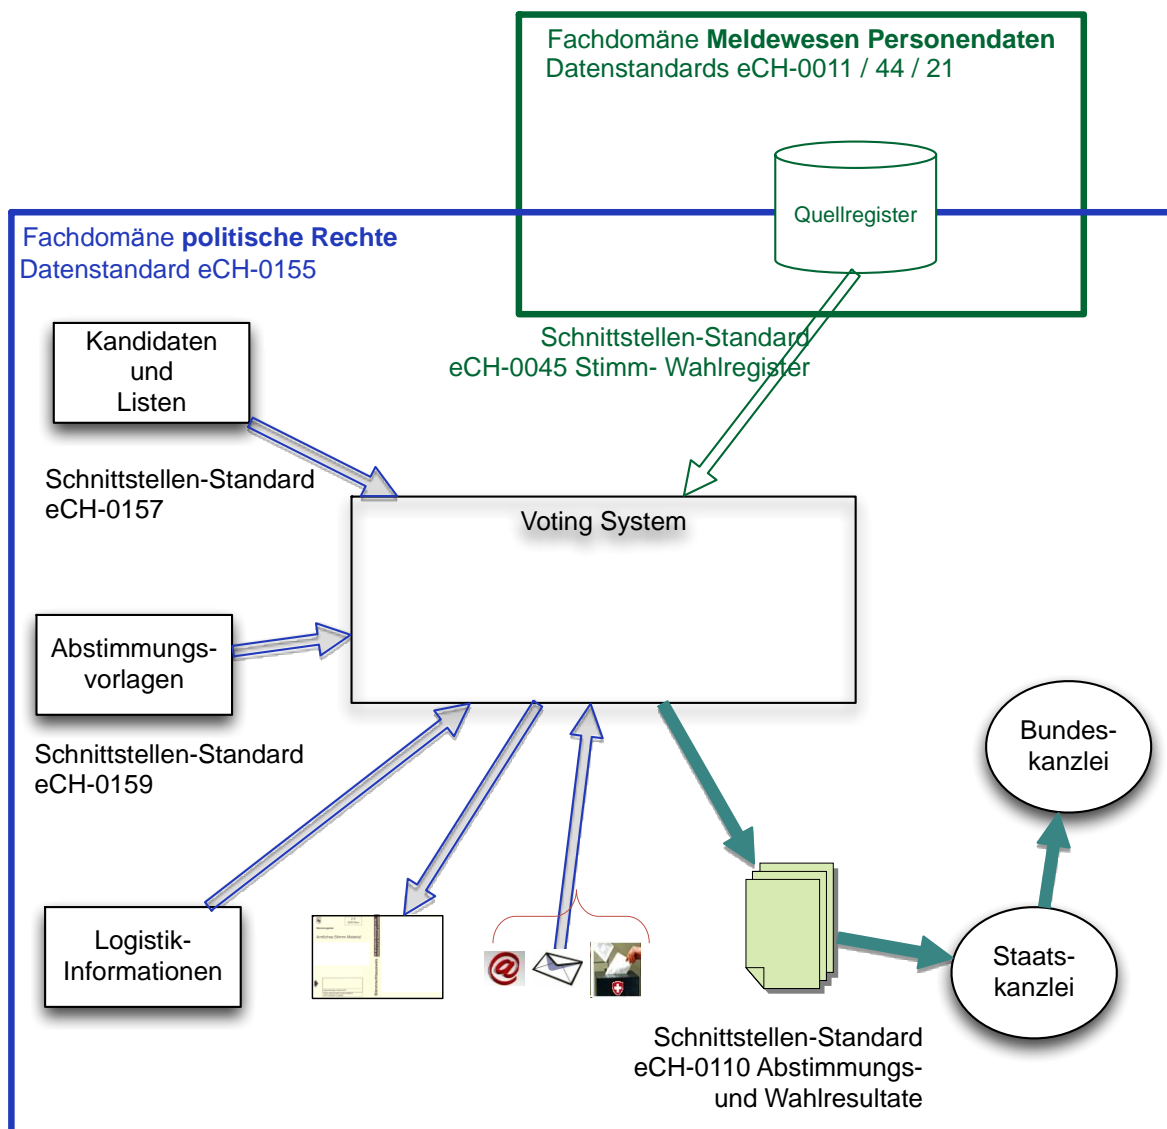 Fachdomäne Meldewesen Personendaten
Datenstandards eCH-0011 / 44 / 21
Quellregister
Fachdomäne politische Rechte
Datenstandard eCH-0155
Schnittstellen-Standard
eCH-0045 Stimm- Wahlregister
Kandidaten
und
Listen
Schnittstellen-Standard
eCH-0157
Voting System
Abstimmungs-
vorlagen
Schnittstellen-Standard
eCH-0159
Bundes-
kanzlei
Logistik-
Informationen
@
Staats-
kanzlei
Schnittstellen-Standard
eCH-0110 Abstimmungs-
und Wahlresultate